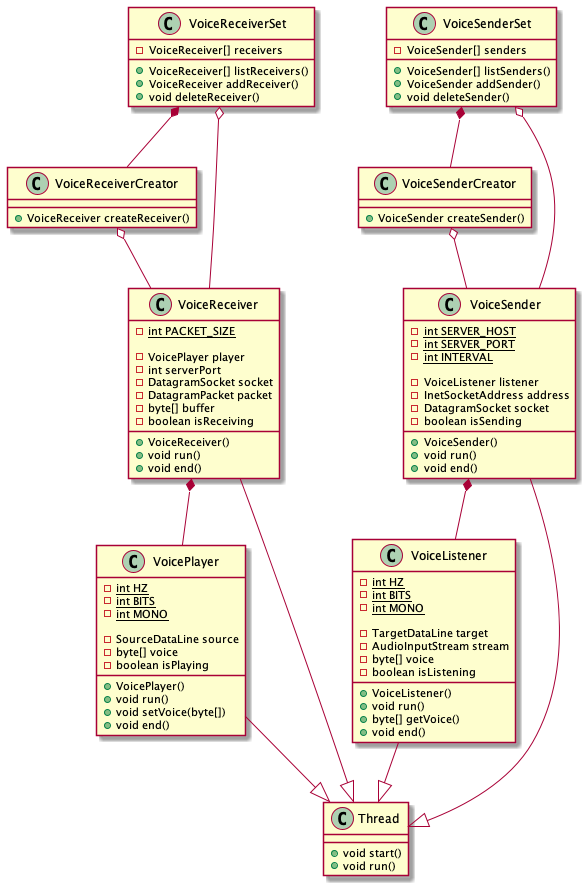 C VoiceReceiverSet
VoiceReceiver[] receivers
VoiceReceiver[] listReceivers()
VoiceReceiver addReceiver()
void deleteReceiver()
C VoiceSenderSet
VoiceSender[] senders
VoiceSender[] listSenders()
VoiceSender addSender()
void deleteSender()
C VoiceReceiverCreator
VoiceReceiver createReceiver()
C VoiceSenderCreator
VoiceSender createSender()
C VoiceReceiver
int PACKET_SIZE
VoicePlayer player
int serverPort
DatagramSocket socket
DatagramPacket packet
byte[] buffer
boolean isReceiving
VoiceReceiver()
void run()
void end()
C VoiceSender
int SERVER_HOST
int SERVER_PORT
int INTERVAL
VoiceListener listener
InetSocketAddress address
DatagramSocket socket
boolean isSending
VoiceSender()
void run()
void end()
C VoicePlayer
int HZ
int BITS
int MONO
SourceDataLine source
byte[] voice
boolean isPlaying
VoicePlayer()
void run()
void setVoice(byte[])
void end()
C VoiceListener
int HZ
int BITS
int MONO
TargetDataLine target
AudioInputStream stream
byte[] voice
boolean isListening
VoiceListener()
void run()
byte[] getVoice()
void end()
C Thread
void start()
void run()